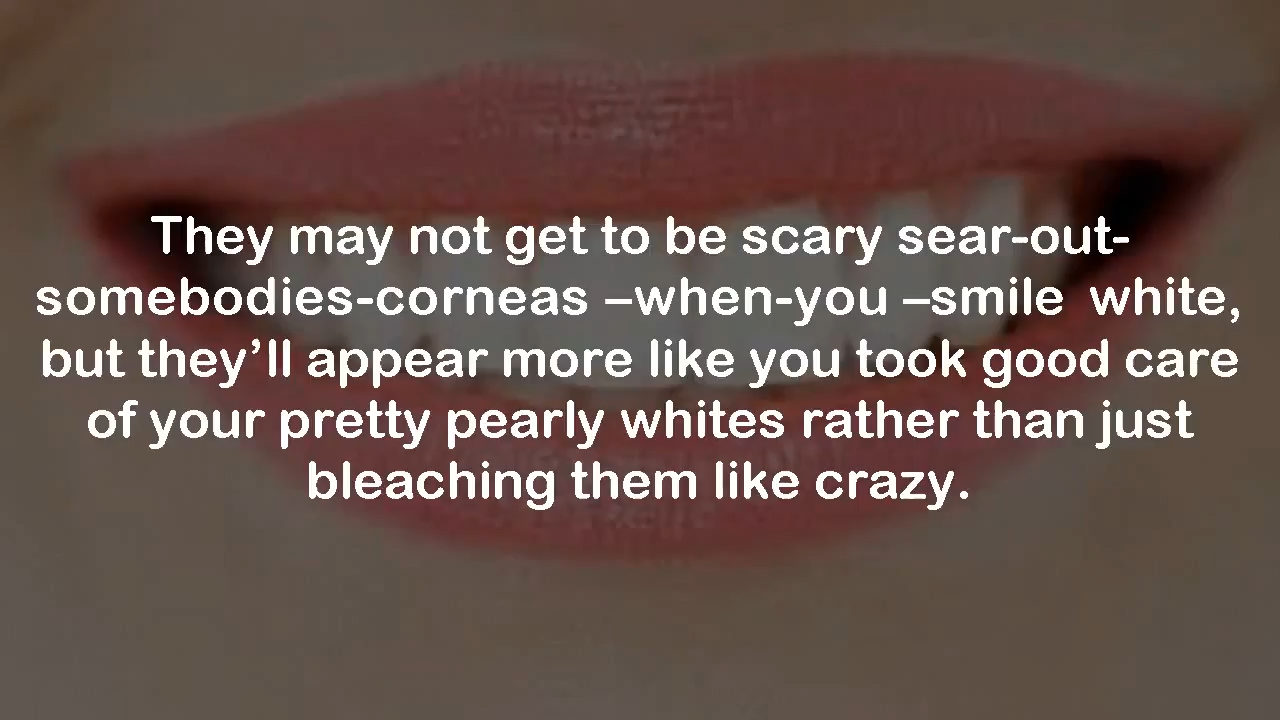 They may not get to be scary sear-out-
somebodies-corneas –when-you –smile  white,
but they’ll appear more like you took good care
of your pretty pearly whites rather than just
bleaching them like crazy.